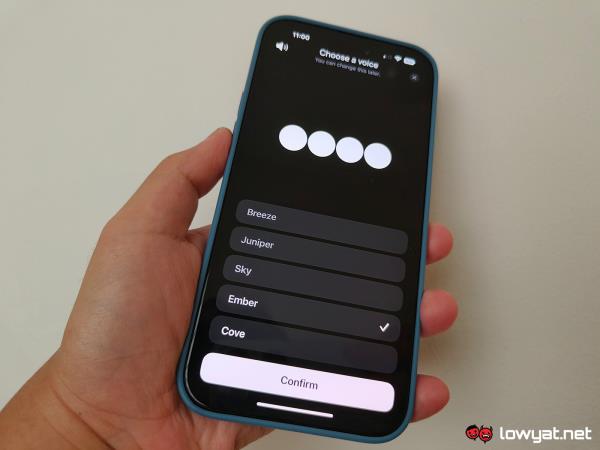 11:00
Choose a voice
You can change this later.
Breeze
Juniper
Sky
Ember
Cove
Confirm
lowyat.net